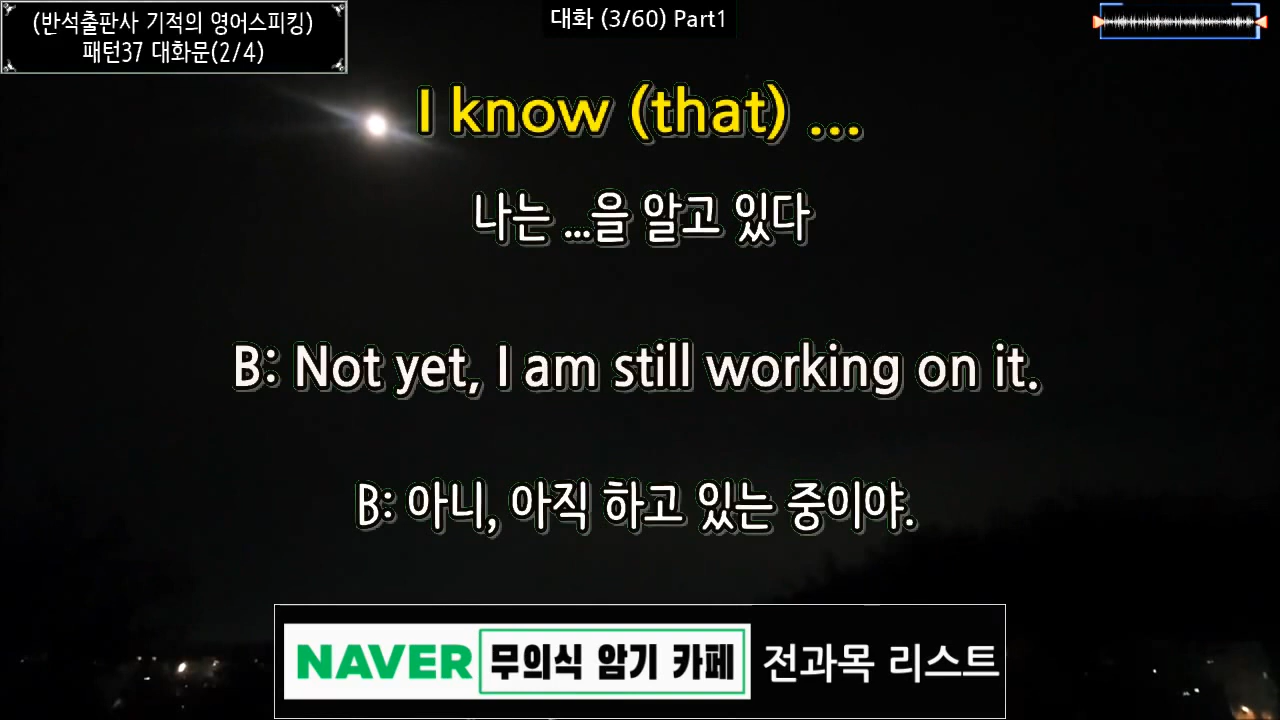 (반석출판사 기적의 영어스피킹)
패턴37 대화문(2/4)
대화 (3/60) Part1
I know (that) ...
나는 ...을 알고 있다
B: Not yet, I am still working on it.
B: 아니, 아직 하고 있는 중이야.
NAVER 무의식 암기 카페 전과목 리스트